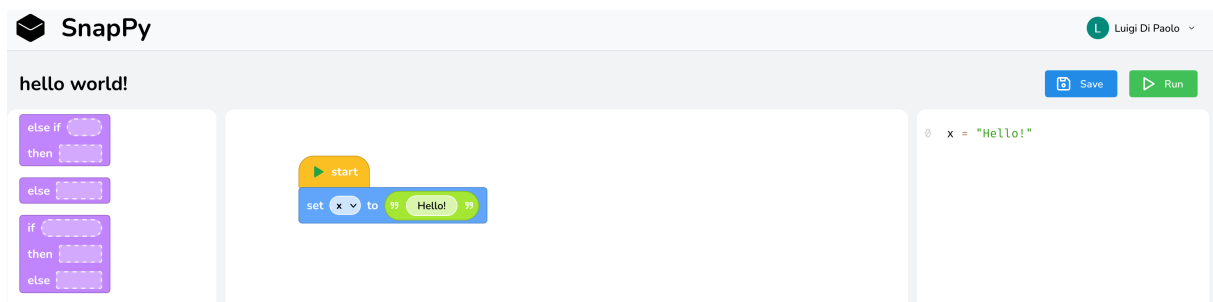 SnapPy
L Luigi Di Paolo
hello world!
Save
Run
else if
then
else
if
then
else
start
set x to ” Hello! ”
0 x = "Hello!"